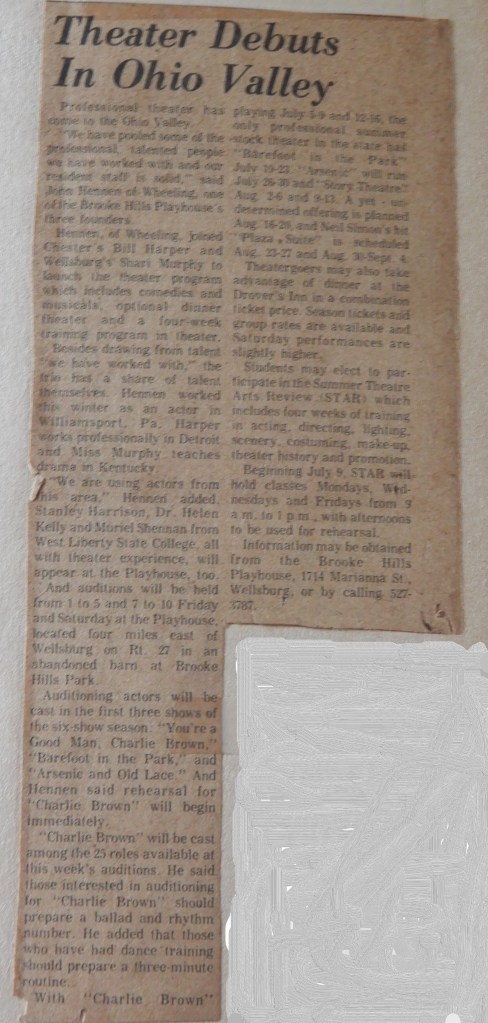 Theater Debuts
In Ohio Valley
Professional theater has
come to the Ohio Valley.
"We have pooled some of the
professional, talented people
we have worked with and our
resident staff is solid," said
John Hennen of Wheeling, one
of the Brooke Hills Playhouse's
three founders.
Hennen, of Wheeling, joined
Chester's Bill Harper and
Wellsburg's Shari Murphy to
launch the theater program
which includes comedies and
musicals, optional dinner
theater and a four-week
training program in theater.
Besides drawing from talent
"we have worked with," the
trio has a share of talent
themselves. Hennen worked
this winter as an actor in
Williamsport, Pa. Harper
works professionally in Detroit
and Miss Murphy teaches
drama in Kentucky.
"We are using actors from
this area," Hennen added.
Stanley Harrison, Dr. Helen
Kelly and Muriel Shennan from
West Liberty State College, all
with theater experience, will
appear at the Playhouse, too.
And auditions will be held
from 1 to 5 and 7 to 10 Friday
and Saturday at the Playhouse,
located four miles east of
Wellsburg on Rt. 27 in an
abandoned barn at Brooke
Hills Park.
Auditioning actors will be
cast in the first three shows of
the six-show season: "You're a
Good Man, Charlie Brown,"
"Barefoot in the Park," and
"Arsenic and Old Lace." And
Hennen said rehearsal for
"Charlie Brown" will begin
immediately.
"Charlie Brown" will be cast
among the 25 roles available at
this week's auditions. He said
those interested in auditioning
for "Charlie Brown" should
prepare a ballad and rhythm
number. He added that those
who have had dance training
should prepare a three-minute
routine.
With "Charlie Brown"
playing July 5-9 and 12-16, the
only professional summer
stock theater in the state has
"Barefoot in the Park"
July 19-23. "Arsenic" will run
July 26-30 and "Story Theatre"
Aug. 2-6 and 9-13. A yet-un-
determined offering is planned
Aug. 16-20, and Neil Simon's hit
"Plaza Suite" is scheduled
Aug. 23-27 and Aug. 30-Sept. 4.
Theatergoers may also take
advantage of dinner at the
Drover's Inn in a combination
ticket price. Season tickets and
group rates are available and
Saturday performances are
slightly higher.
Students may elect to par-
ticipate in the Summer Theatre
Arts Review (STAR) which
includes four weeks of training
in acting, directing, lighting,
scenery, costuming, make-up,
theater history and promotion.
Beginning July 9, STAR will
hold classes Mondays, Wed-
nesdays and Fridays from 9
a.m. to 1 p.m., with afternoons
to be used for rehearsal.
Information may be obtained
from the Brooke Hills
Playhouse, 1714 Marianna St.,
Wellsburg, or by calling 527-
3787.